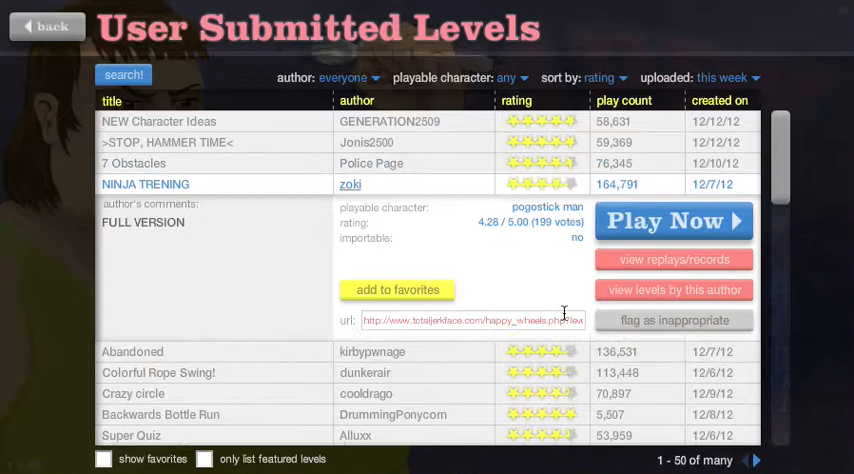 back
User Submitted Levels
search!
author: everyone playable character: any sort by: rating uploaded: this week
title author rating play count created on
NEW Character Ideas GENERATION2509 58,631 12/12/12
>STOP, HAMMER TIME< Jonis2500 59,369 12/12/12
7 Obstacles Police Page 76,345 12/10/12
NINJA TRENING zoki 164,791 12/7/12
author's comments:
FULL VERSION
playable character: pogostick man
rating: 4.28 / 5.00 (199 votes)
importable: no
Play Now
view replays/records
add to favorites
view levels by this author
url: http://www.totaljerkface.com/happy_wheels.php?leve
flag as inappropriate
Abandoned kirbypwnage 136,531 12/7/12
Colorful Rope Swing! dunkerair 113,448 12/6/12
Crazy circle cooldrago 70,897 12/9/12
Backwards Bottle Run DrummingPonycorn 5,507 12/8/12
Super Quiz Alluxx 53,959 12/6/12
show favorites only list featured levels 1 - 50 of many